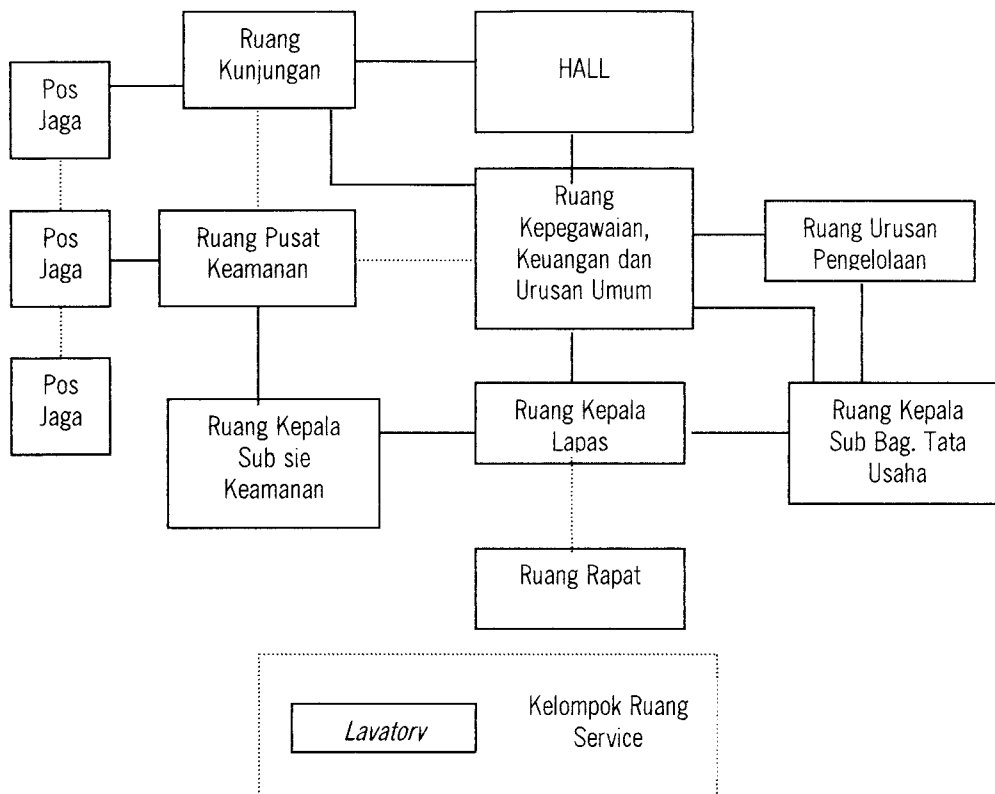 Ruang
Kunjungan
HALL
Pos
Jaga
Ruang
Kepegawaian,
Keuangan dan
Urusan Umum
Pos
Jaga
Ruang Pusat
Keamanan
Ruang Urusan
Pengelolaan
Pos
Jaga
Ruang Kepala
Sub sie
Keamanan
Ruang Kepala
Lapas
Ruang Kepala
Sub Bag. Tata
Usaha
Ruang Rapat
Lavatory
Kelompok Ruang
Service